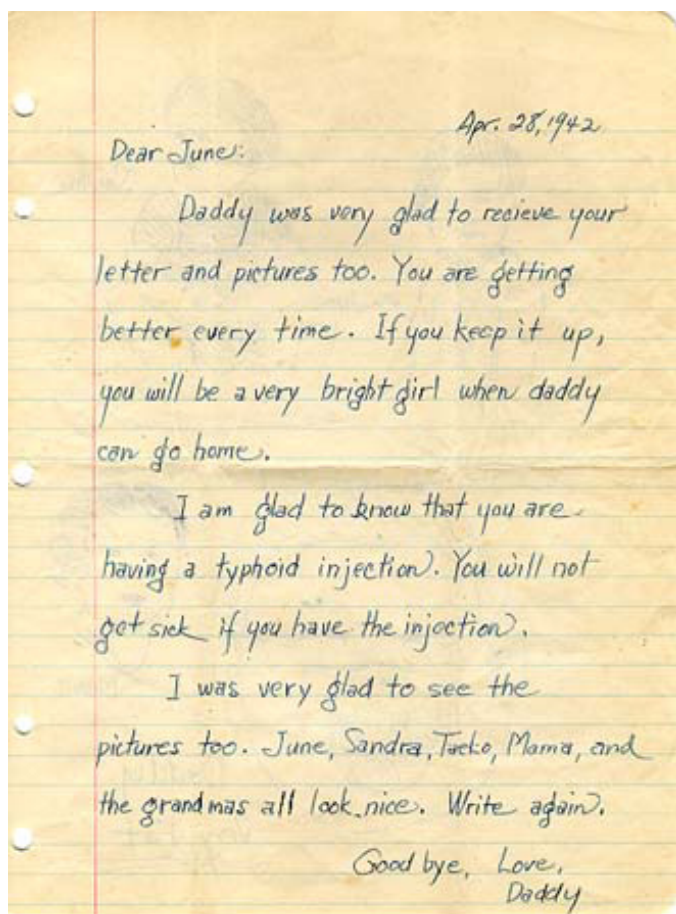 Apr. 28, 1942
Dear June:
Daddy was very glad to recieve your
letter and pictures too. You are getting
better every time. If you keep it up,
you will be a very bright girl when daddy
can go home.
I am glad to know that you are
having a typhoid injection. You will not
get sick if you have the injection.
I was very glad to see the
pictures too. June, Sandra, Taeko, Mama, and
the grandmas all look nice. Write again.
Good bye, Love,
Daddy